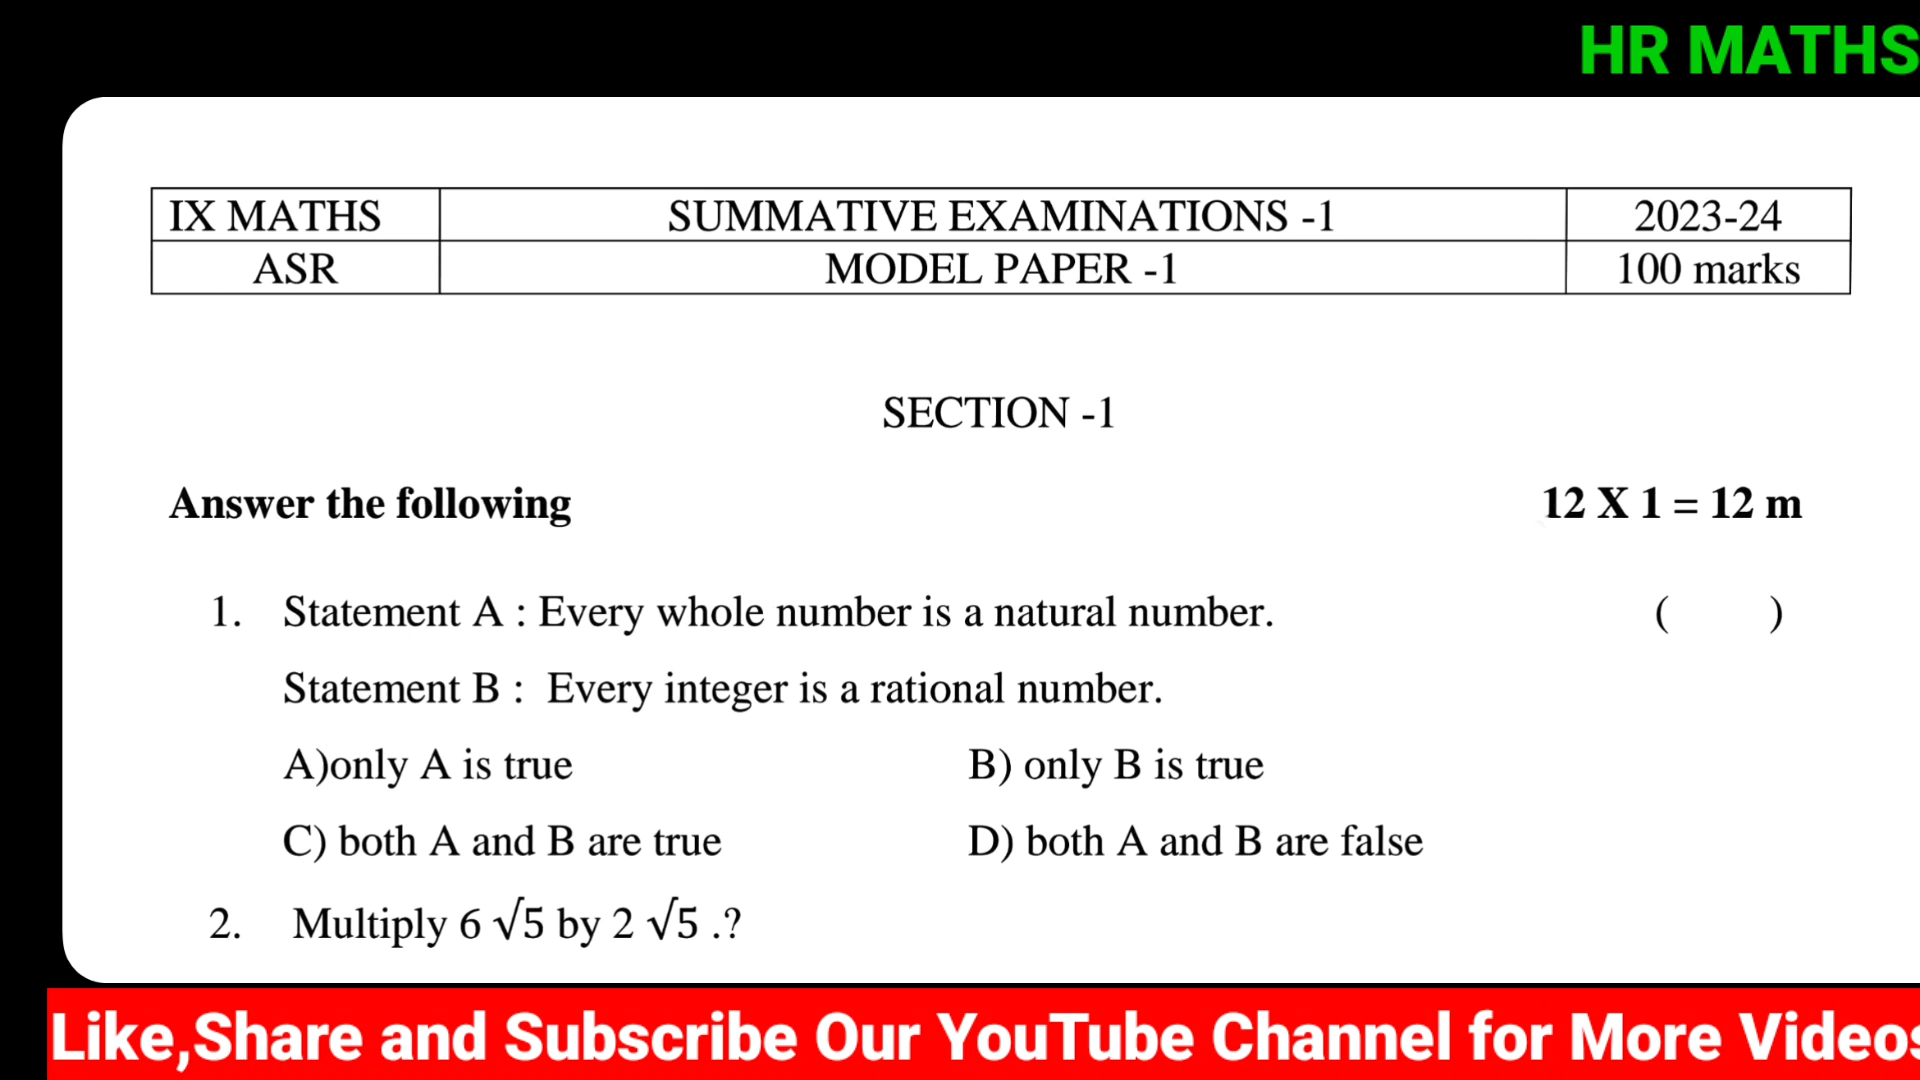 HR MATHS
IX MATHS SUMMATIVE EXAMINATIONS -1 2023-24
ASR MODEL PAPER -1 100 marks
SECTION -1
Answer the following 12 X 1 = 12 m
1. Statement A : Every whole number is a natural number. ( )
Statement B : Every integer is a rational number.
A)only A is true B) only B is true
C) both A and B are true D) both A and B are false
2. Multiply 6 √5 by 2 √5 .?
Like,Share and Subscribe Our YouTube Channel for More Videos